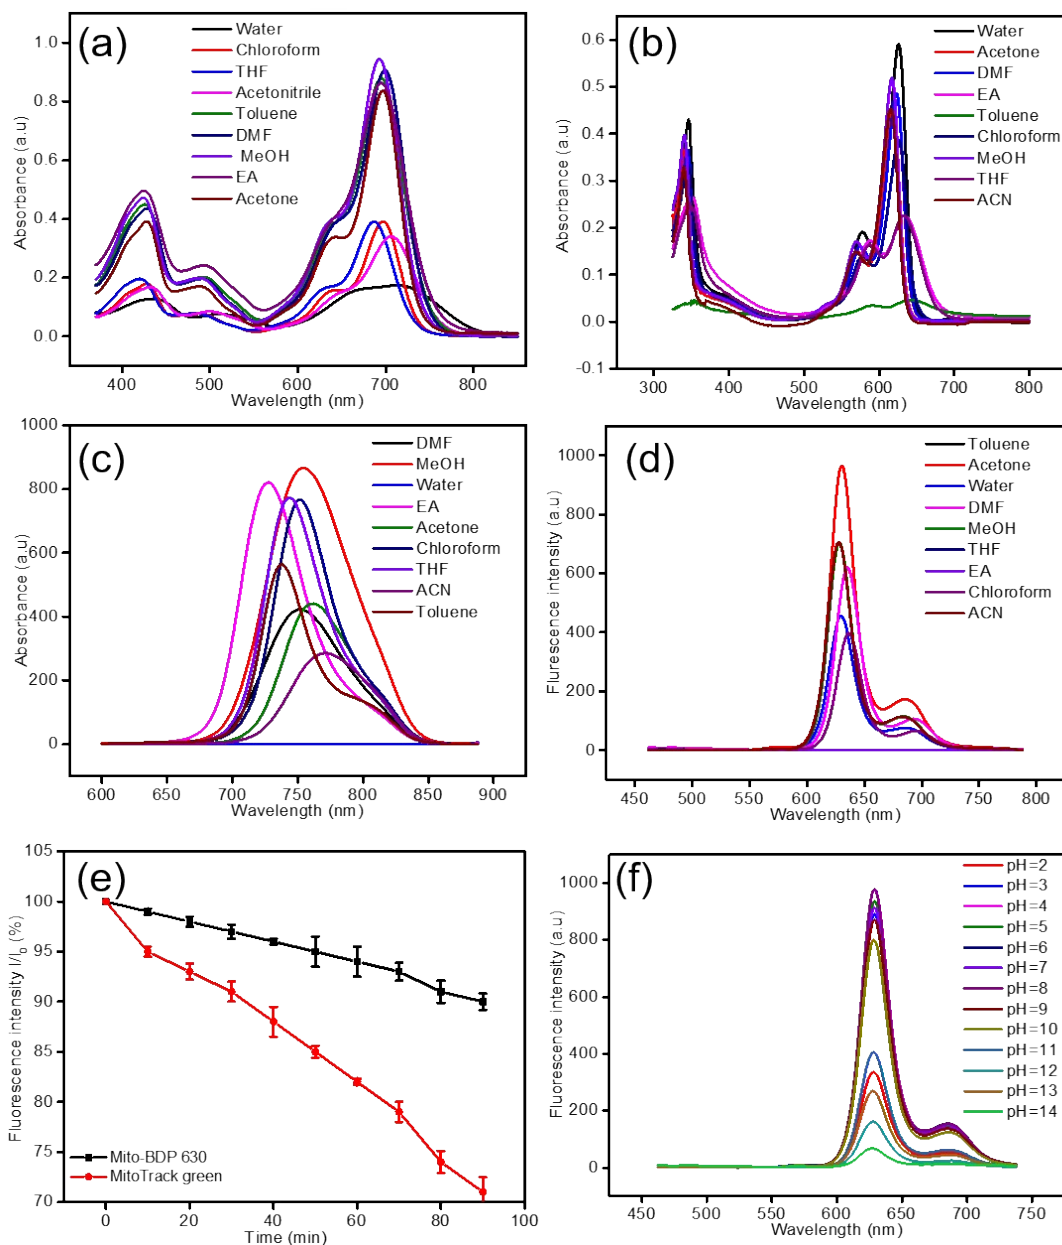 (a)
Water
Chloroform
THF
Acetonitrile
Toluene
DMF
MeOH
EA
Acetone
Absorbance (a.u)
1.0
0.8
0.6
0.4
0.2
0.0
400 500 600 700 800
Wavelength (nm)
(b)
Water
Acetone
DMF
EA
Toluene
Chloroform
MeOH
THF
ACN
Absorbance (a.u)
0.6
0.5
0.4
0.3
0.2
0.1
0.0
-0.1
300 400 500 600 700 800
Wavelength (nm)
(c)
DMF
MeOH
Water
EA
Acetone
Chloroform
THF
ACN
Toluene
Absorbance (a.u)
1000
800
600
400
200
0
600 650 700 750 800 850 900
Wavelength (nm)
(d)
Toluene
Acetone
Water
DMF
MeOH
THF
EA
Chloroform
ACN
Flurescence intensity (a.u)
1000
800
600
400
200
0
450 500 550 600 650 700 750 800
Wavelength (nm)
(e)
Fluorescence intensity I/I0 (%)
105
100
95
90
85
80
75
70
Mito-BDP 630
MitoTrack green
0 20 40 60 80 100
Time (min)
(f)
pH=2
pH=3
pH=4
pH=5
pH=6
pH=7
pH=8
pH=9
pH=10
pH=11
pH=12
pH=13
pH=14
Fluorescence intensity (a.u)
1000
800
600
400
200
0
450 500 550 600 650 700 750
Wavelength (nm)